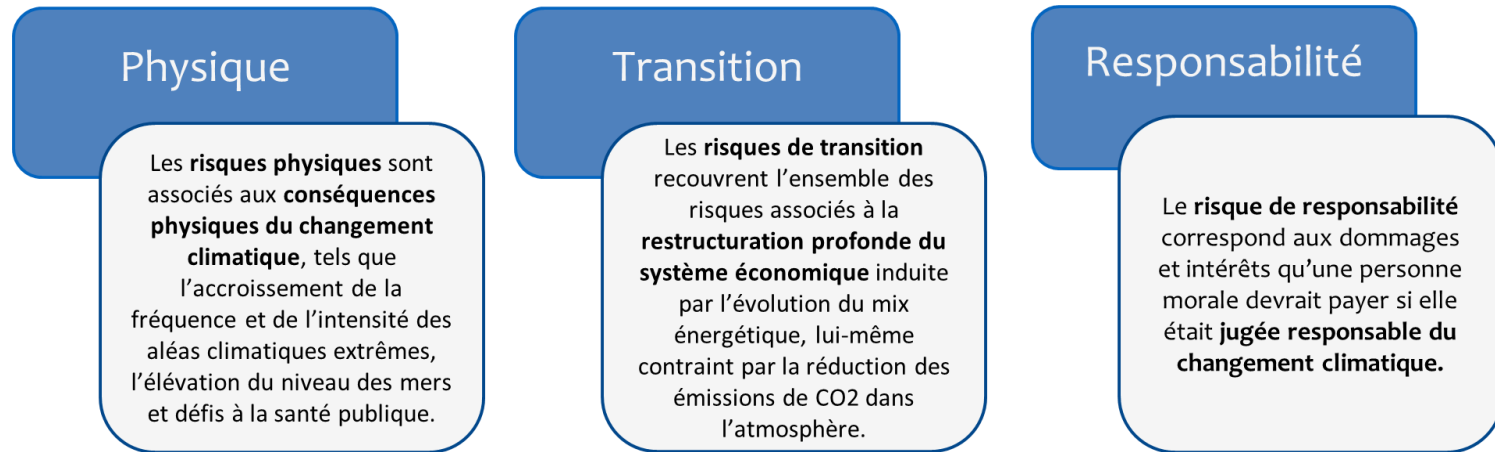 Physique
Les risques physiques sont
associés aux conséquences
physiques du changement
climatique, tels que
l’accroissement de la
fréquence et de l’intensité des
aléas climatiques extrêmes,
l’élévation du niveau des mers
et défis à la santé publique.
Transition
Les risques de transition
recouvrent l’ensemble des
risques associés à la
restructuration profonde du
système économique induite
par l’évolution du mix
énergétique, lui-même
contraint par la réduction des
émissions de CO2 dans
l’atmosphère.
Responsabilité
Le risque de responsabilité
correspond aux dommages
et intérêts qu’une personne
morale devrait payer si elle
était jugée responsable du
changement climatique.